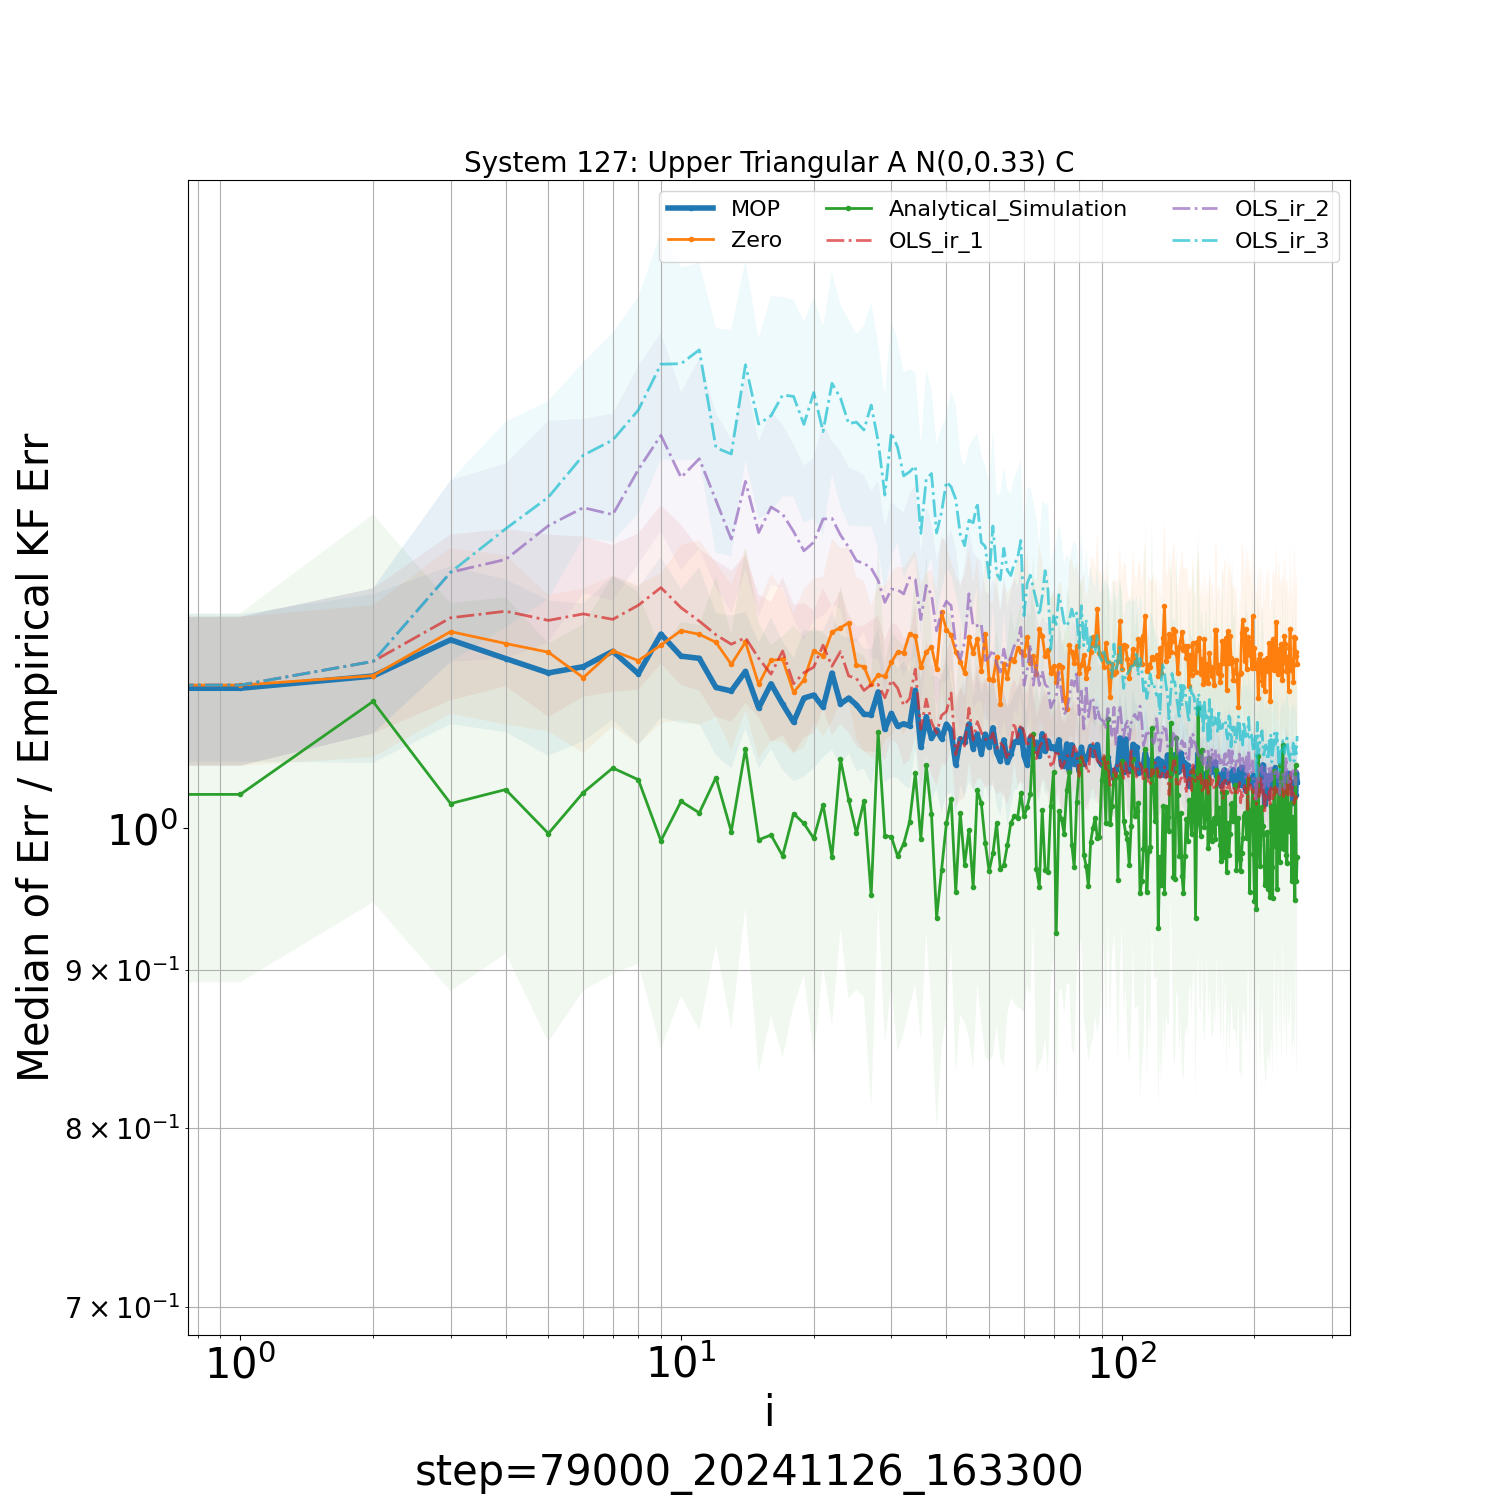 System 127: Upper Triangular A N(0,0.33) C
MOP
Zero
Analytical_Simulation
OLS_ir_1
OLS_ir_2
OLS_ir_3
Median of Err / Empirical KF Err
10⁰
9 × 10⁻¹
8 × 10⁻¹
7 × 10⁻¹
10⁰ 10¹ 10²
i
step=79000_20241126_163300